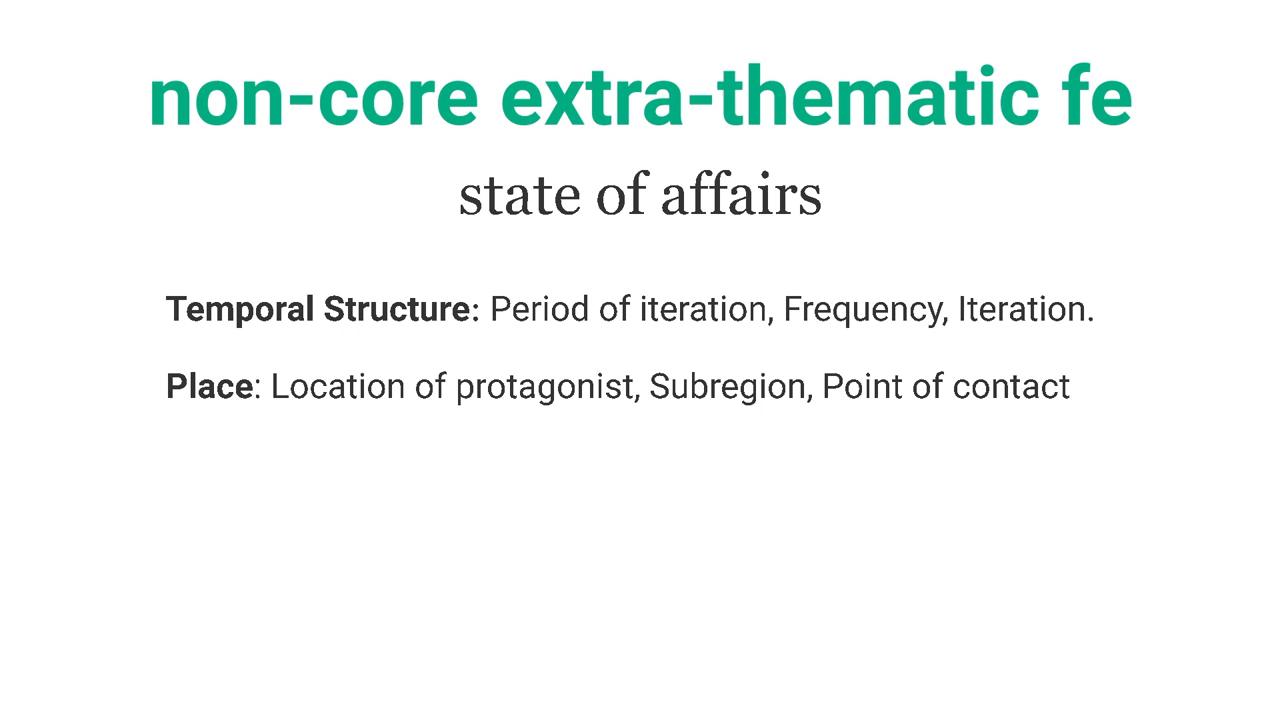 non-core extra-thematic fe
state of affairs
Temporal Structure: Period of iteration, Frequency, Iteration.
Place: Location of protagonist, Subregion, Point of contact